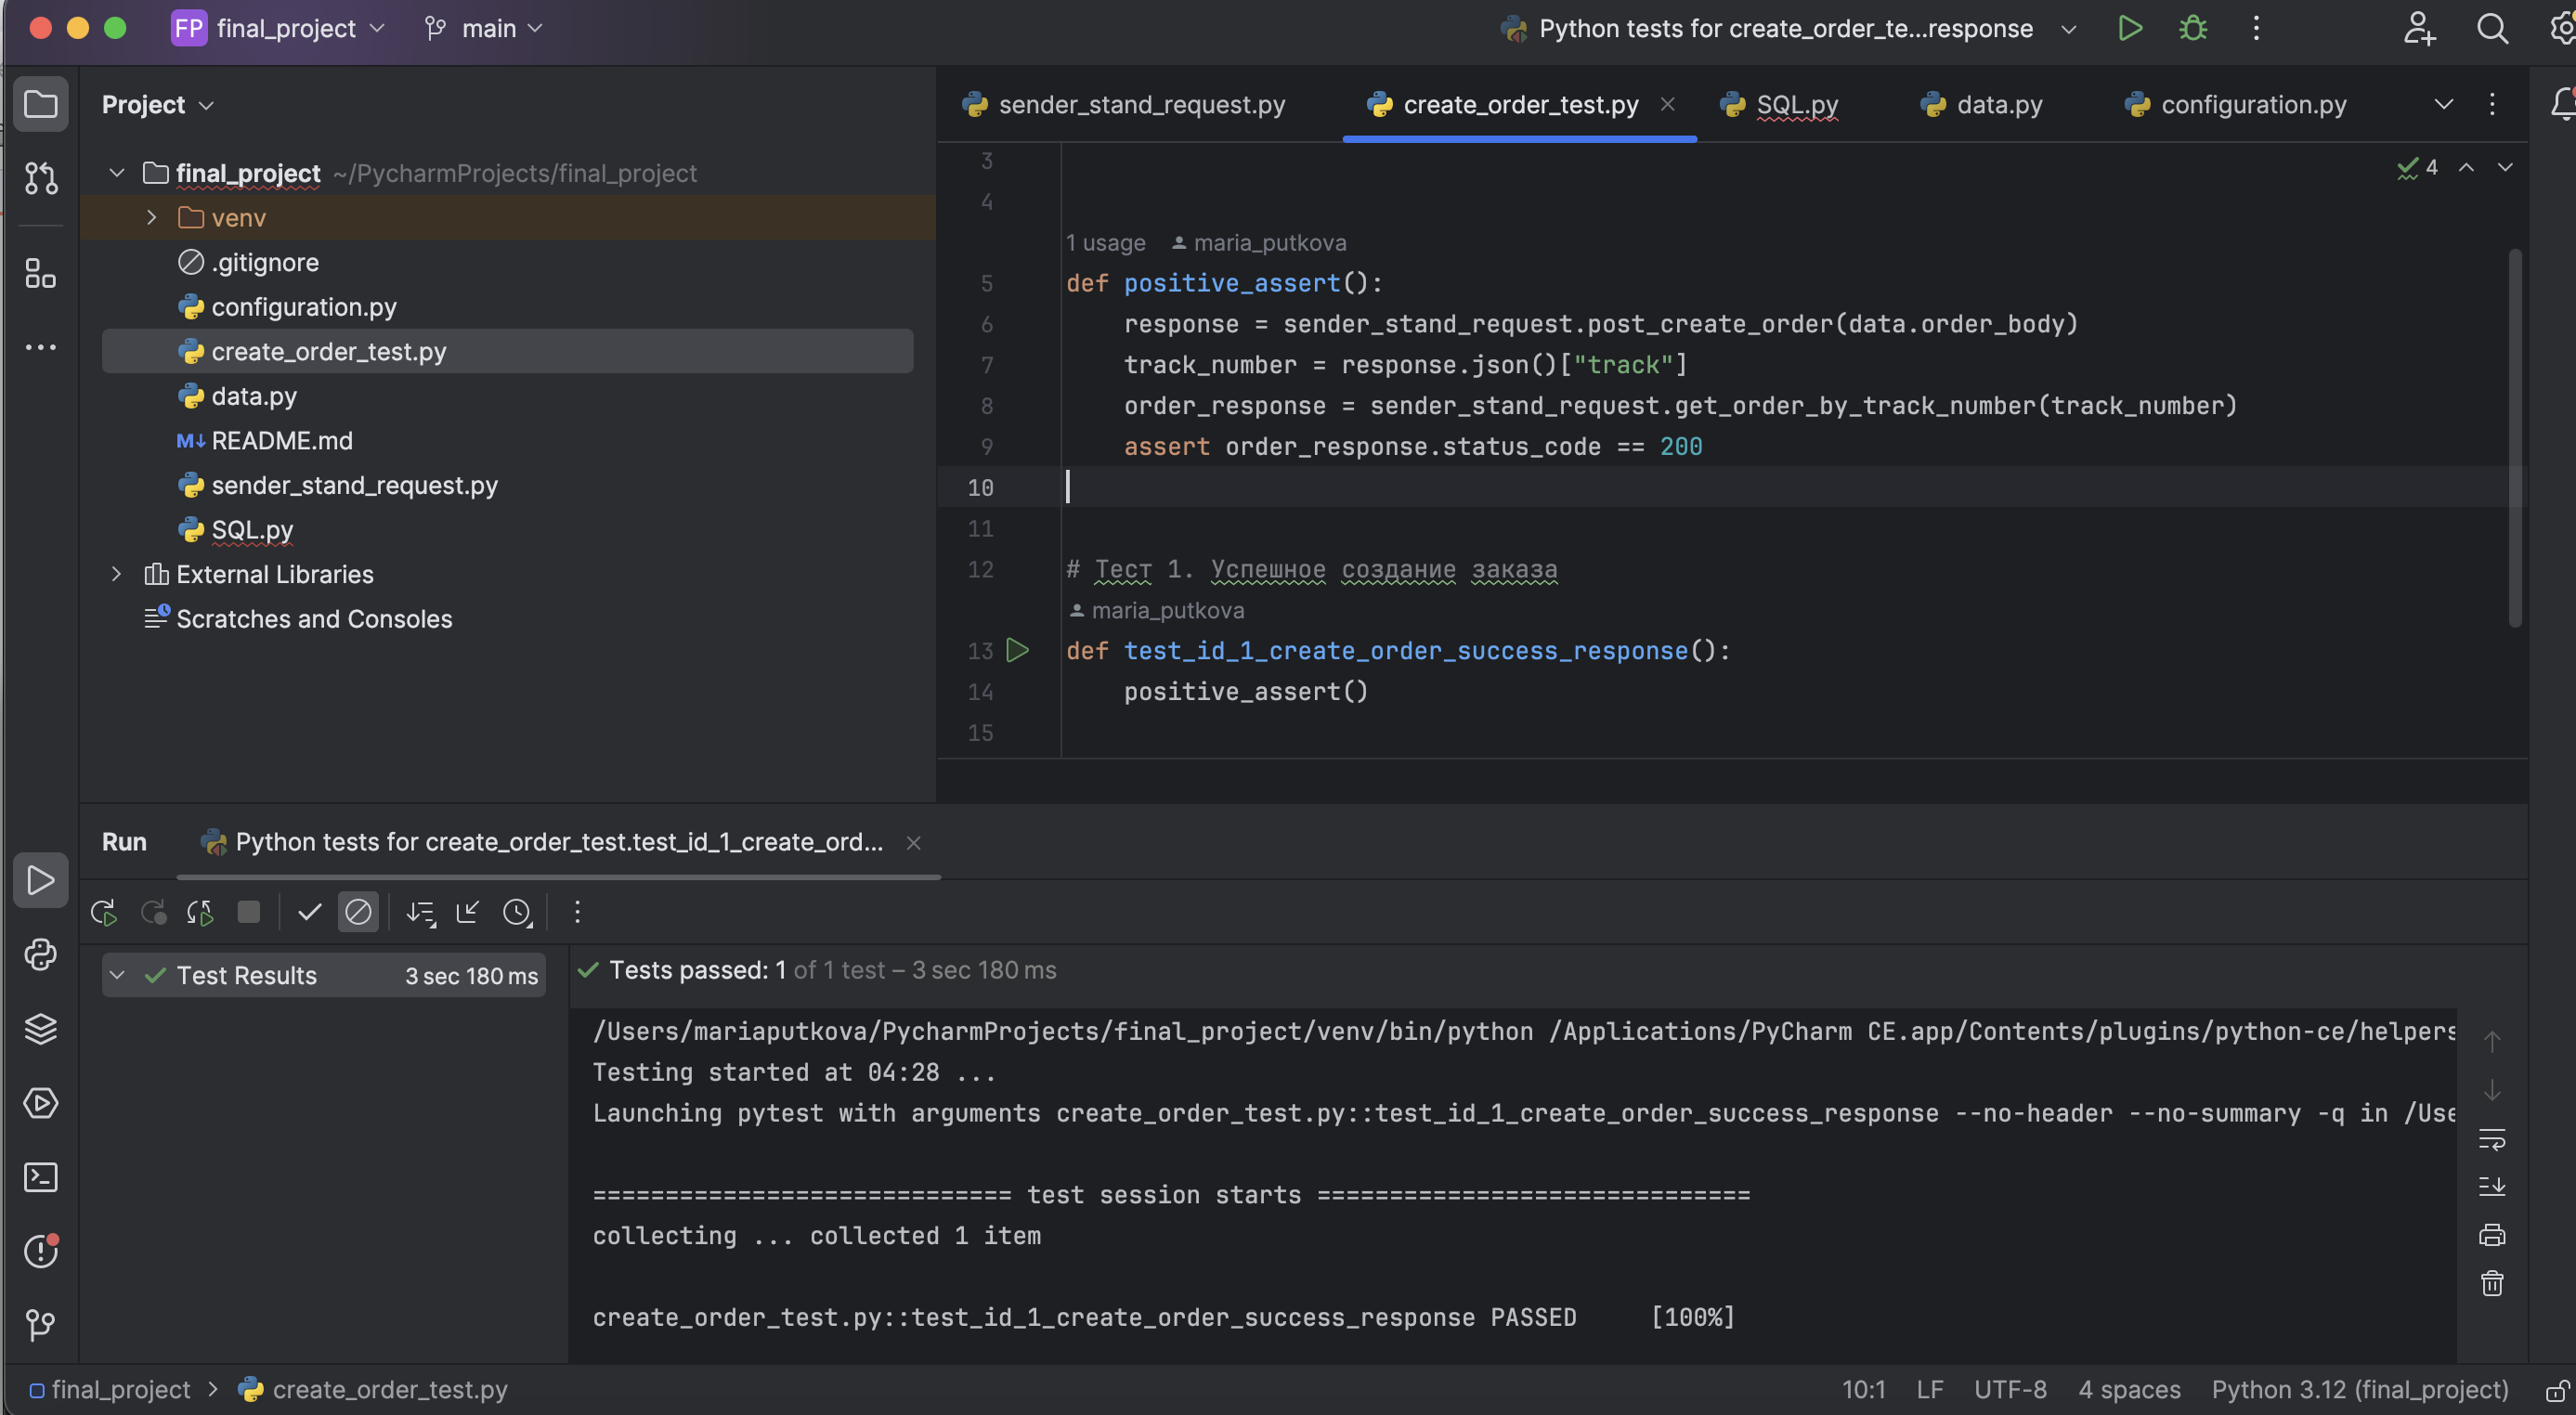 FP final_project main Python tests for create_order_te...response
Project
sender_stand_request.py create_order_test.py SQL.py data.py configuration.py
final_project ~/PycharmProjects/final_project
venv
.gitignore
configuration.py
create_order_test.py
data.py
M↓ README.md
sender_stand_request.py
SQL.py
External Libraries
Scratches and Consoles
4
3
4
1 usage maria_putkova
5 def positive_assert():
6 response = sender_stand_request.post_create_order(data.order_body)
7 track_number = response.json()["track"]
8 order_response = sender_stand_request.get_order_by_track_number(track_number)
9 assert order_response.status_code == 200
10
11
12 # Тест 1. Успешное создание заказа
maria_putkova
13 def test_id_1_create_order_success_response():
14 positive_assert()
15
Run Python tests for create_order_test.test_id_1_create_ord...
Test Results 3 sec 180 ms
Tests passed: 1 of 1 test – 3 sec 180 ms
/Users/mariaputkova/PycharmProjects/final_project/venv/bin/python /Applications/PyCharm CE.app/Contents/plugins/python-ce/helpers
Testing started at 04:28 ...
Launching pytest with arguments create_order_test.py::test_id_1_create_order_success_response --no-header --no-summary -q in /Use
============================= test session starts ==============================
collecting ... collected 1 item
create_order_test.py::test_id_1_create_order_success_response PASSED [100%]
final_project > create_order_test.py 10:1 LF UTF-8 4 spaces Python 3.12 (final_project)